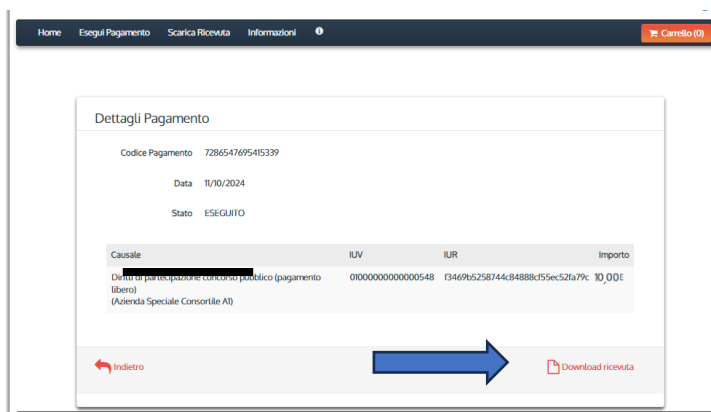 Home Esegui Pagamento Scarica Ricevuta Informazioni Carrello (0)
Dettagli Pagamento
Codice Pagamento 7286547695415339
Data 11/10/2024
Stato ESEGUITO
Causale IUV IUR Importo
Diritti di partecipazione concorso pubblico (pagamento 01000000000000548 f3469b5258744c84888cf55ec52fa79c 10,00£
libero)
(Azienda Speciale Consortile A1)
Indietro Download ricevuta